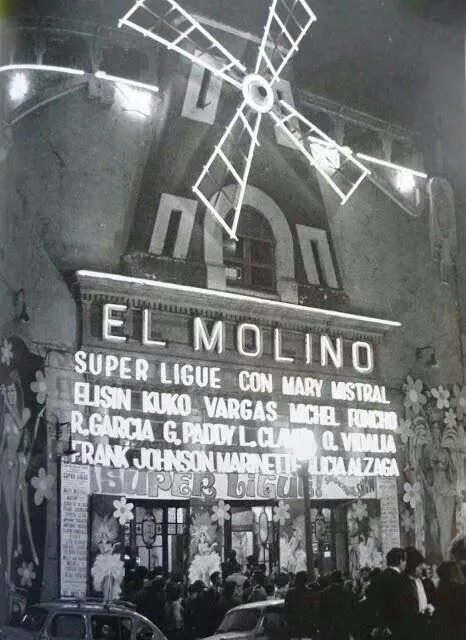 EL MOLINO
SUPER LIGUE CON MARY MISTRAL
ELISIN KUKO VARGAS MICHEL FONCHO
R. GARCIA G. PADDY L. Q. VIDALIA
FRANK JOHNSON MARINETTI LICIA ALZAGA
¡SUPER LIGUE!